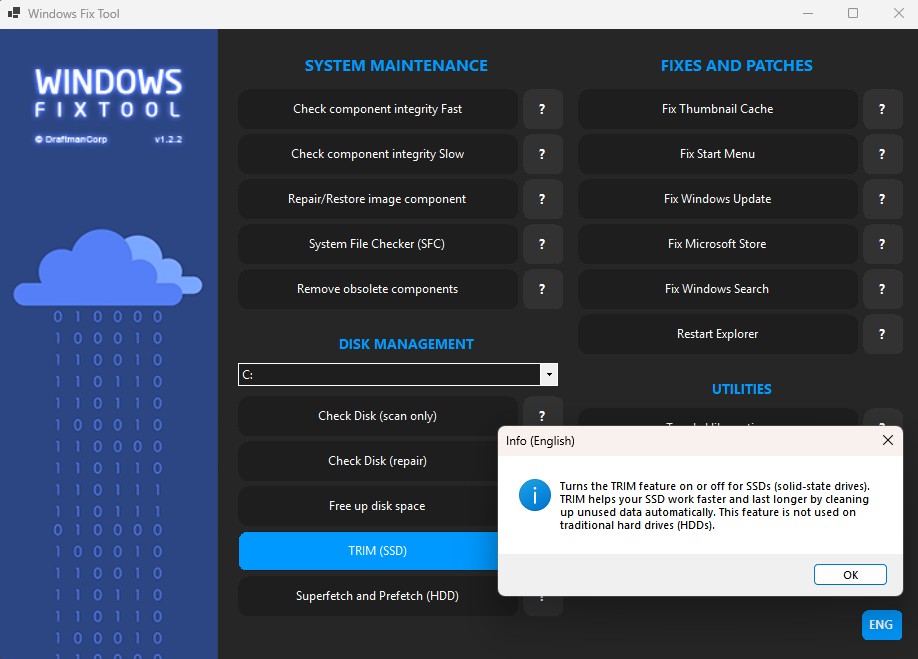 Windows Fix Tool
WINDOWS
FIXTOOL
© DraftmanCorp v1.2.2
0 1 0 0 0 0
1 0 0 0 1 0
1 1 0 0 1 0
1 1 0 1 1 0
1 1 0 1 1 0
1 0 0 0 1 0
1 0 0 0 0 0
1 1 0 0 1 0
1 1 0 1 1 1
1 1 0 1 1 1
0 1 0 0 0 0
1 0 0 0 1 0
1 1 0 0 1 0
1 1 0 1 1 0
1 1 0 1 1 0
1 0 0 0 1 0
SYSTEM MAINTENANCE
Check component integrity Fast ?
Check component integrity Slow ?
Repair/Restore image component ?
System File Checker (SFC) ?
Remove obsolete components ?
DISK MANAGEMENT
C:
Check Disk (scan only) ?
Check Disk (repair)
Free up disk space
TRIM (SSD)
Superfetch and Prefetch (HDD) ?
FIXES AND PATCHES
Fix Thumbnail Cache ?
Fix Start Menu ?
Fix Windows Update ?
Fix Microsoft Store ?
Fix Windows Search ?
Restart Explorer ?
UTILITIES
Info (English)
Turns the TRIM feature on or off for SSDs (solid-state drives).
TRIM helps your SSD work faster and last longer by cleaning
up unused data automatically. This feature is not used on
traditional hard drives (HDDs).
OK
ENG